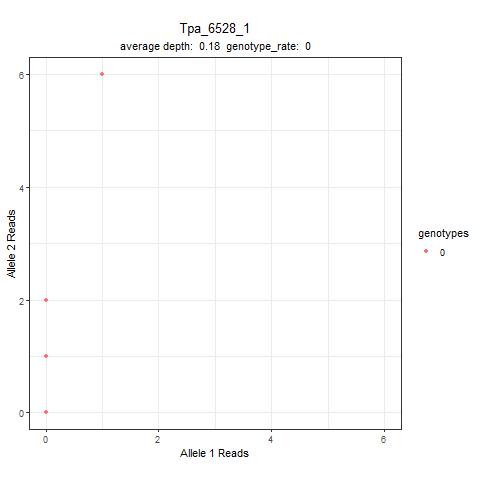 Tpa_6528_1
average depth:  0.18  genotype_rate:  0
6
4
2
0
Allele 2 Reads
0 2 4 6
Allele 1 Reads
genotypes
0